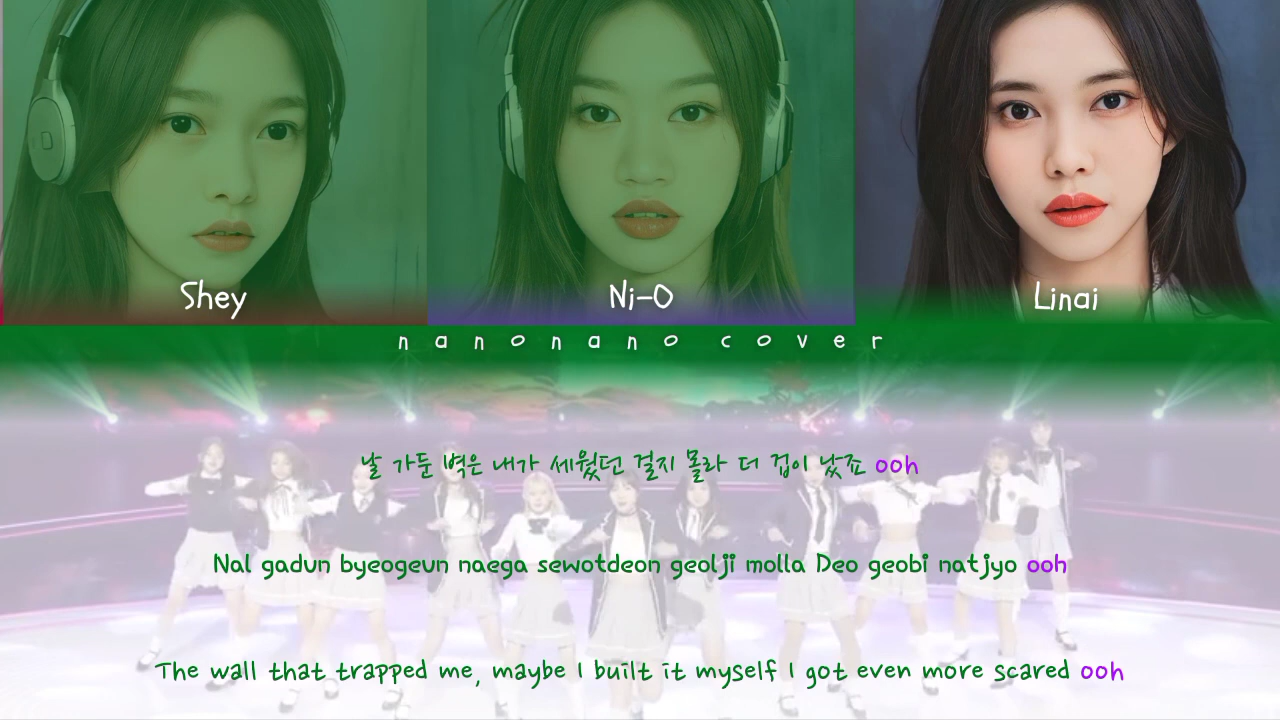 Shey
Ni-O
Linai
nanonano cover
날 가둔 벽은 내가 세웠던 걸지 몰라 더 겁이 났죠 ooh
Nal gadun byeogeun naega sewotdeon geolji molla Deo geobi natjyo ooh
The wall that trapped me, maybe I built it myself I got even more scared ooh